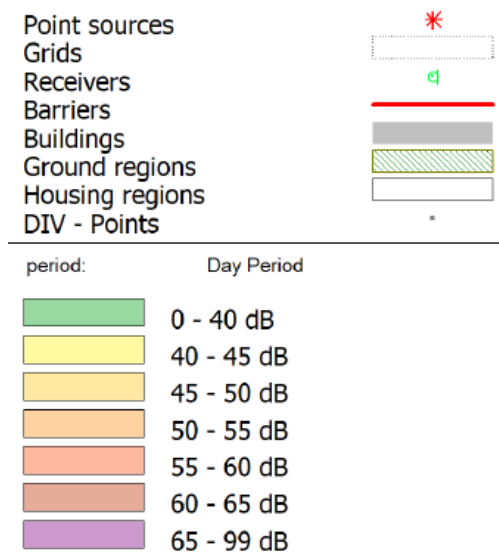 Point sources
Grids
Receivers
Barriers
Buildings
Ground regions
Housing regions
DIV - Points
period: Day Period
0 - 40 dB
40 - 45 dB
45 - 50 dB
50 - 55 dB
55 - 60 dB
60 - 65 dB
65 - 99 dB